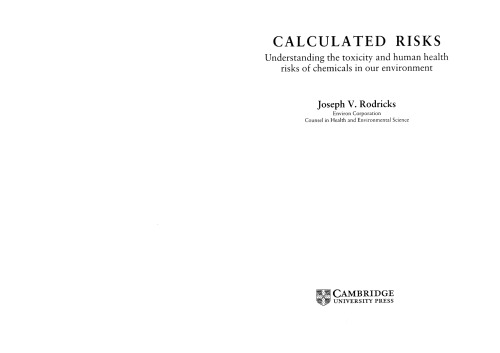 CALCULATED RISKS
Understanding the toxicity and human health
risks of chemicals in our environment
Joseph V. Rodricks
Environ Corporation
Counsel in Health and Environmental Science
CAMBRIDGE
UNIVERSITY PRESS